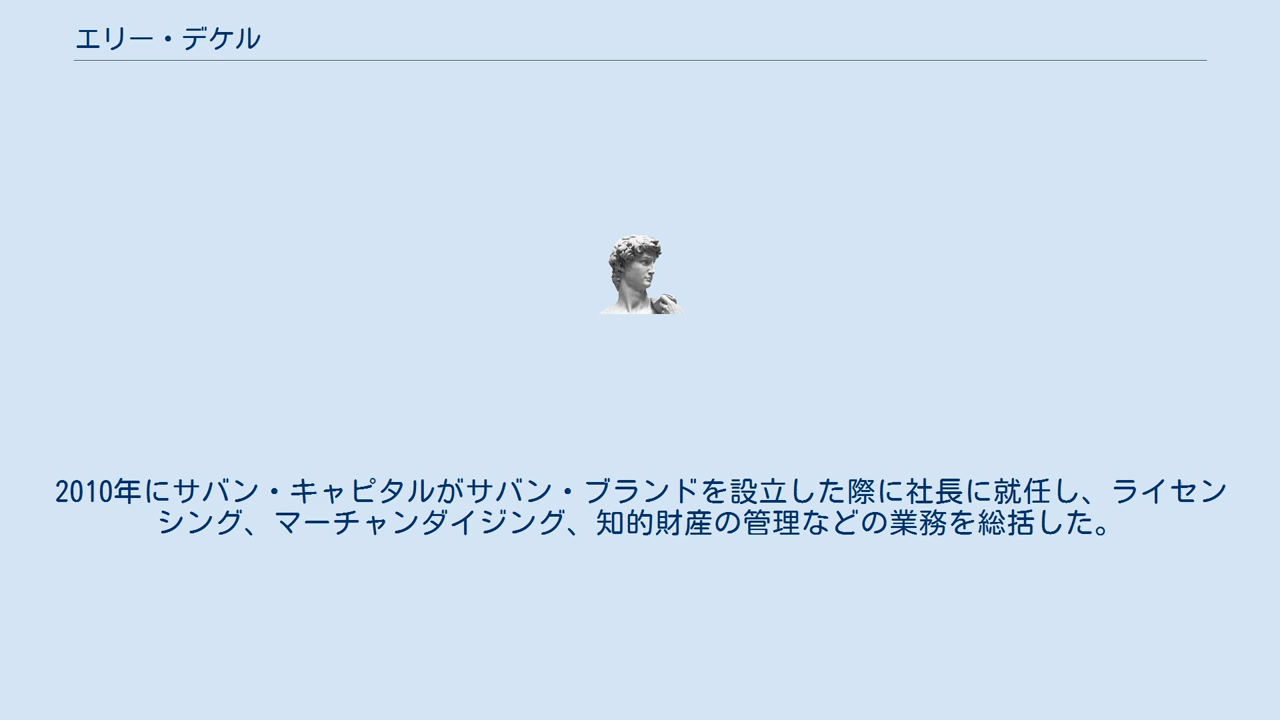 エリー・デケル
2010年にサバン・キャピタルがサバン・ブランドを設立した際に社長に就任し、ライセン
シング、マーチャンダイジング、知的財産の管理などの業務を総括した。